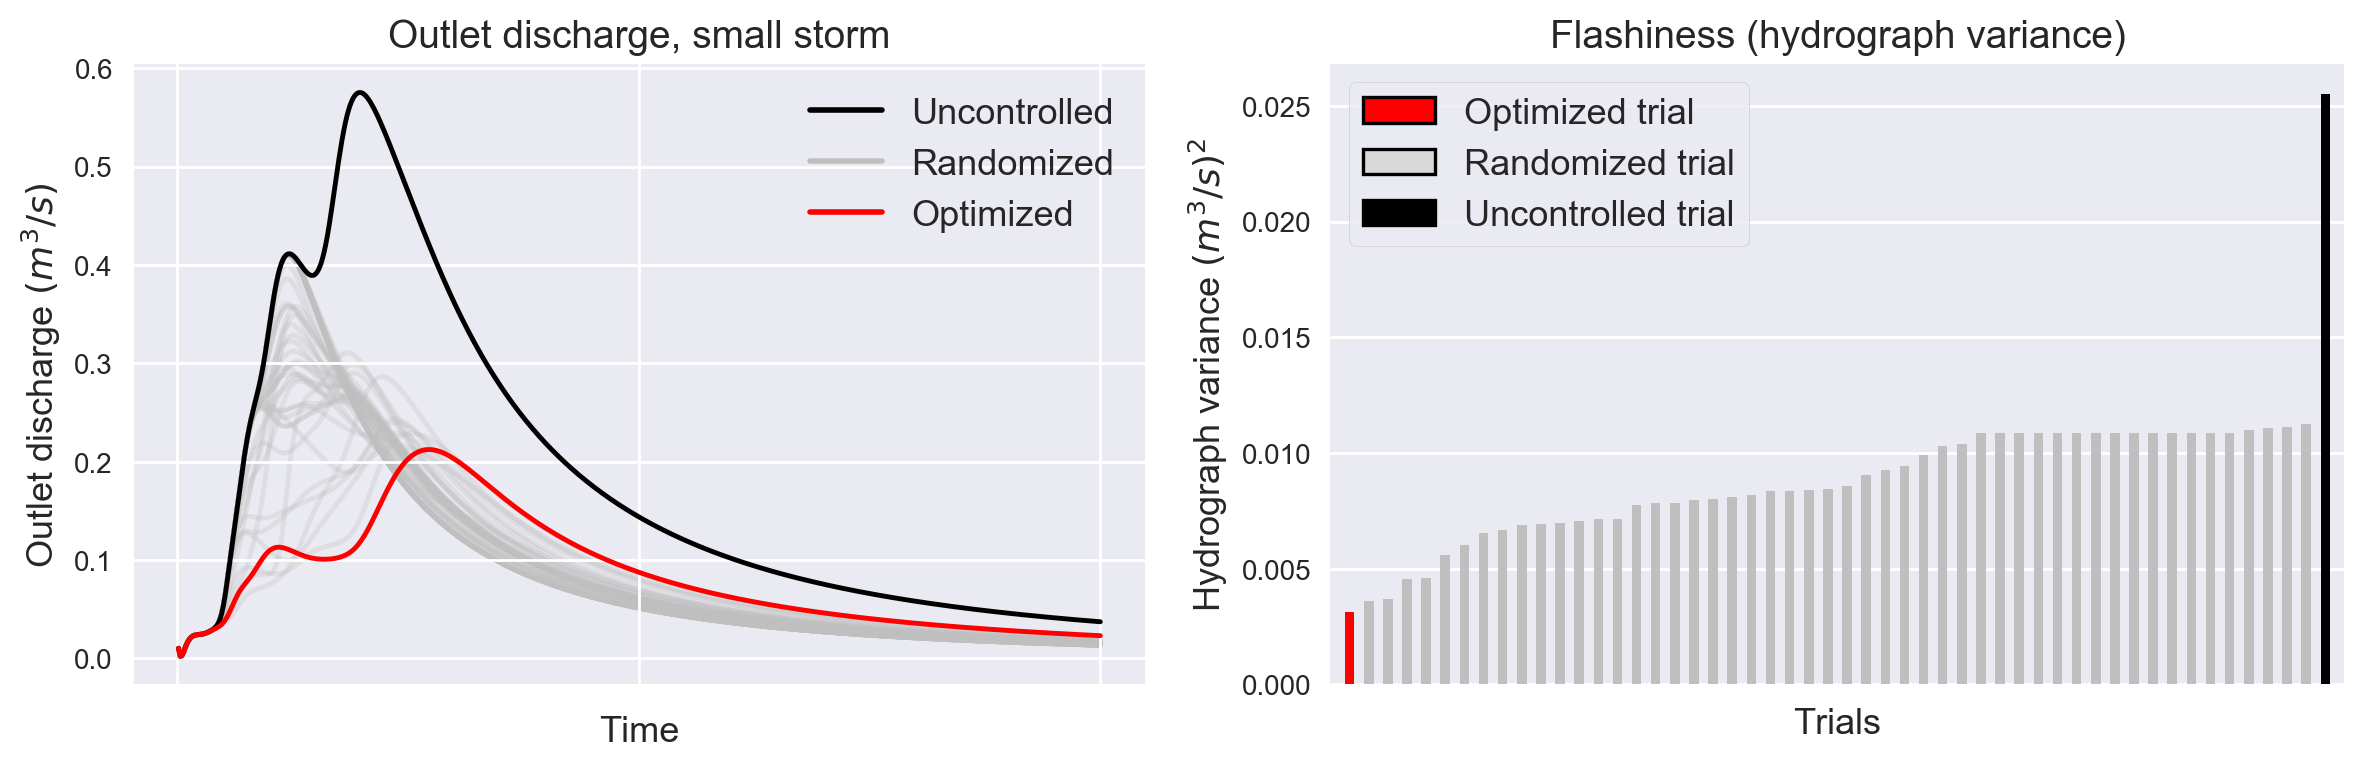 Outlet discharge, small storm
Outlet discharge (m³/s)
0.6
0.5
0.4
0.3
0.2
0.1
0.0
Uncontrolled
Randomized
Optimized
Time
Flashiness (hydrograph variance)
Hydrograph variance (m³/s)²
0.025
0.020
0.015
0.010
0.005
0.000
Optimized trial
Randomized trial
Uncontrolled trial
Trials